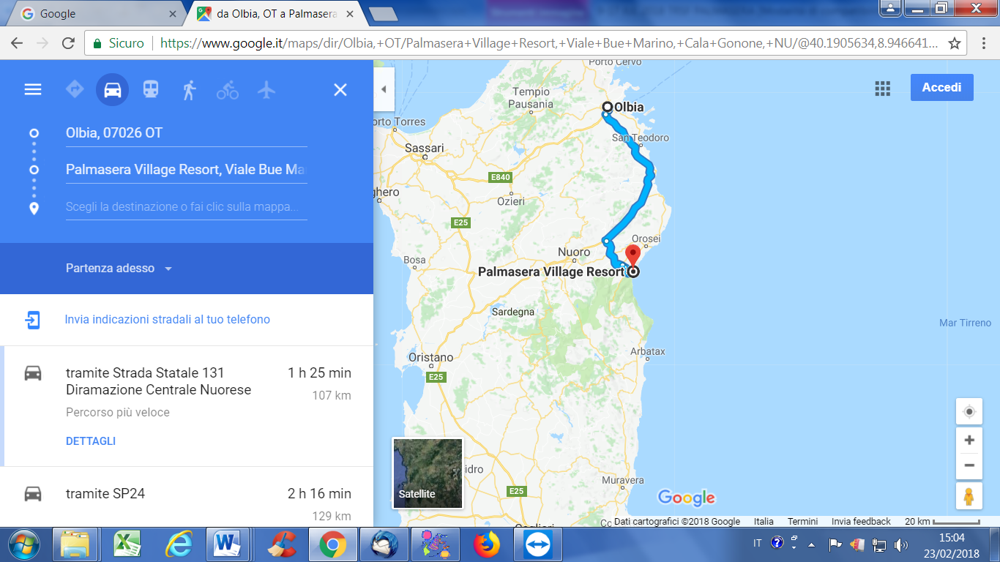 Google
da Olbia, OT a Palmasera
Sicuro
https://www.google.it/maps/dir/Olbia,+OT/Palmasera+Village+Resort,+Viale+Bue+Marino,+Cala+Gonone,+NU/@40.1905634,8.946641...
Olbia, 07026 OT
Palmasera Village Resort, Viale Bue Ma
Scegli la destinazione o fai clic sulla mappa...
Partenza adesso
Invia indicazioni stradali al tuo telefono
tramite Strada Statale 131 1 h 25 min
Diramazione Centrale Nuorese 107 km
Percorso più veloce
DETTAGLI
tramite SP24 2 h 16 min
129 km
Accedi
Porto Cervo
Tempio
Pausania
Olbia
orto Torres
San Teodoro
Sassari
E840
ghero
Ozieri
E25
Orosei
Nuoro
Bosa
Palmasera Village Resort
Sardegna
Mar Tirreno
Arbatax
Oristano
E25
idro
Muravera
E25
Satellite
Google
Dati cartografici ©2018 Google Italia Termini Invia feedback 20 km
IT
15:04
23/02/2018